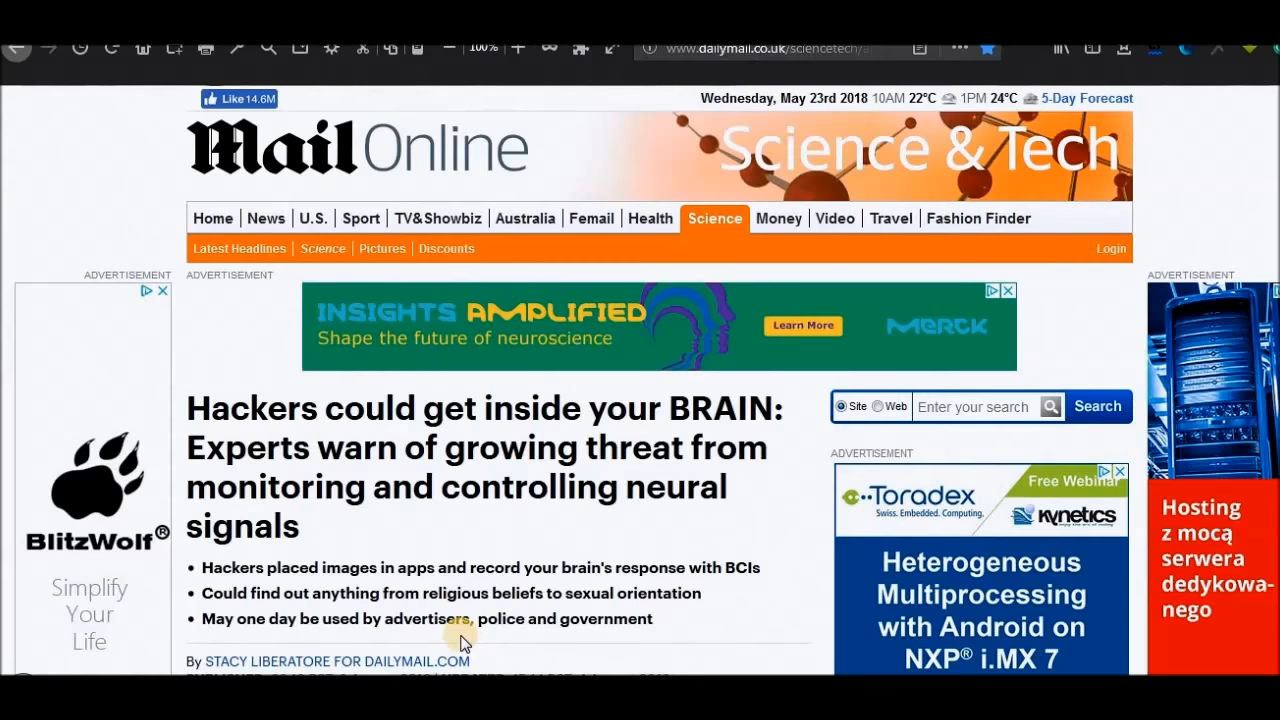 100%
www.dailymail.co.uk/sciencetech/
Like 14.6M
Wednesday, May 23rd 2018 10AM 22°C 1PM 24°C 5-Day Forecast
Mail Online
Science & Tech
Home News U.S. Sport TV&Showbiz Australia Femail Health Science Money Video Travel Fashion Finder
Latest Headlines Science Pictures Discounts Login
ADVERTISEMENT
ADVERTISEMENT
ADVERTISEMENT
INSIGHTS AMPLIFIED
Shape the future of neuroscience
Learn More
MERCK
Hackers could get inside your BRAIN:
Experts warn of growing threat from
monitoring and controlling neural
signals
• Hackers placed images in apps and record your brain's response with BCIs
• Could find out anything from religious beliefs to sexual orientation
• May one day be used by advertisers, police and government
By STACY LIBERATORE FOR DAILYMAIL.COM
Site Web Enter your search Search
ADVERTISEMENT
Toradex
Swiss. Embedded. Computing.
Free Webinar
KYNETICS
Heterogeneous
Multiprocessing
with Android on
NXP® i.MX 7
BLITZWOLF®
Simplify
Your
Life
Hosting
z mocą
serwera
dedykowa-
nego